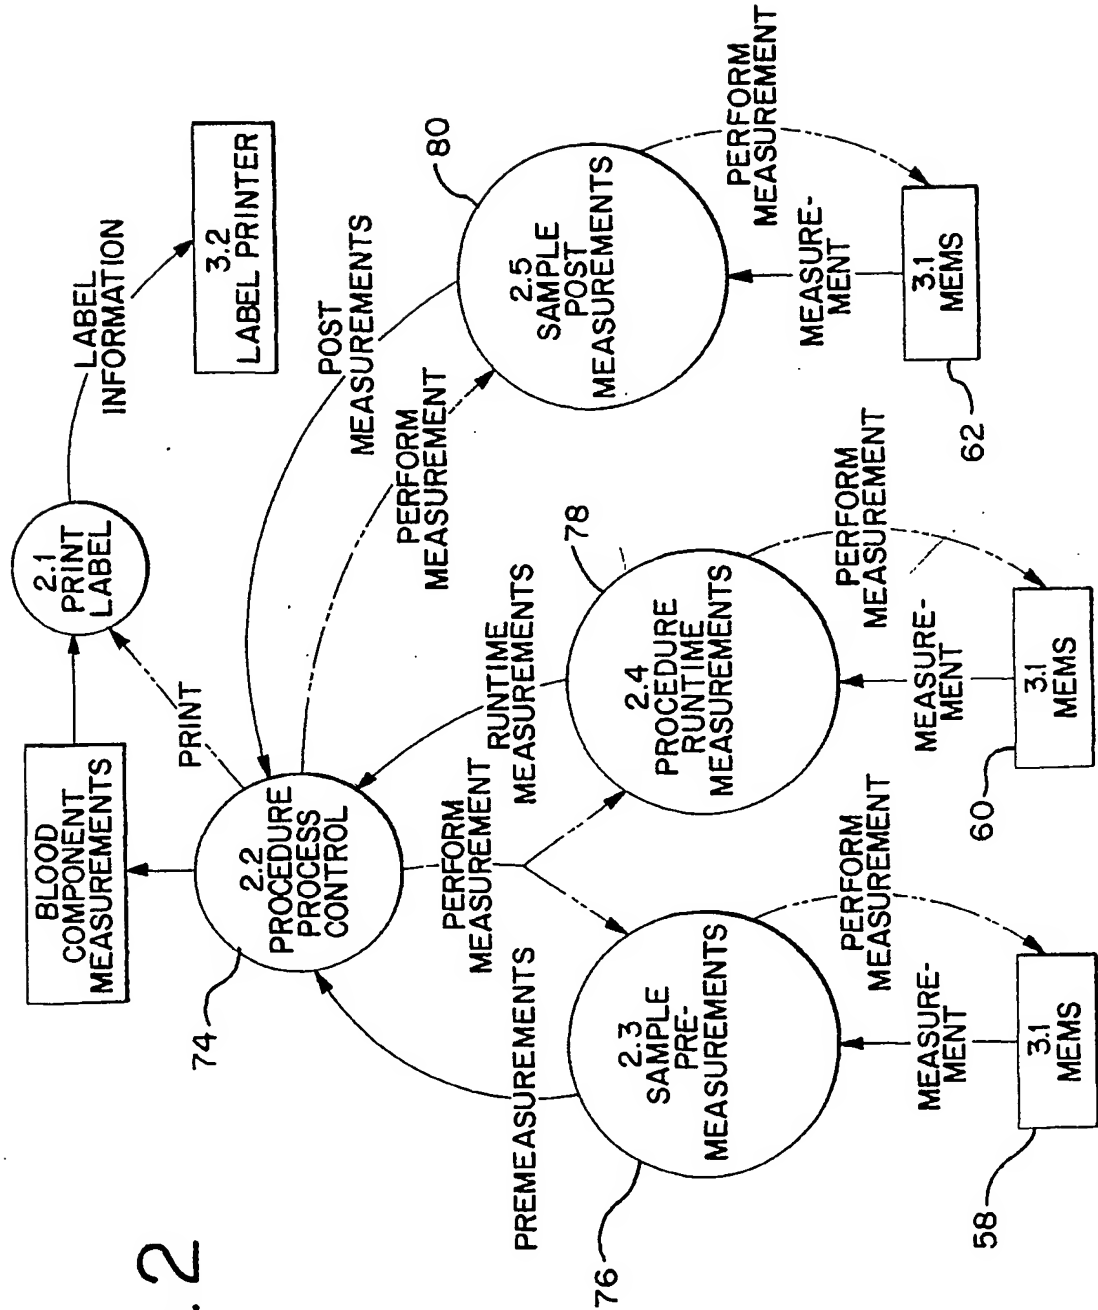 .2
BLOOD
COMPONENT
MEASUREMENTS
2.1
PRINT
LABEL
LABEL
INFORMATION
3.2
LABEL PRINTER
PRINT
74
2.2
PROCEDURE
PROCESS
CONTROL
POST
MEASUREMENTS
PERFORM
MEASUREMENT
80
2.5
SAMPLE
POST
MEASUREMENTS
PERFORM
MEASUREMENT
MEASURE-
MENT
3.1
MEMS
62
PREMEASUREMENTS
PERFORM
MEASUREMENT
RUNTIME
MEASUREMENTS
78
2.4
PROCEDURE
RUNTIME
MEASUREMENTS
PERFORM
MEASUREMENT
MEASURE-
MENT
3.1
MEMS
60
76
2.3
SAMPLE
PRE-
MEASUREMENTS
PERFORM
MEASUREMENT
MEASURE-
MENT
3.1
MEMS
58